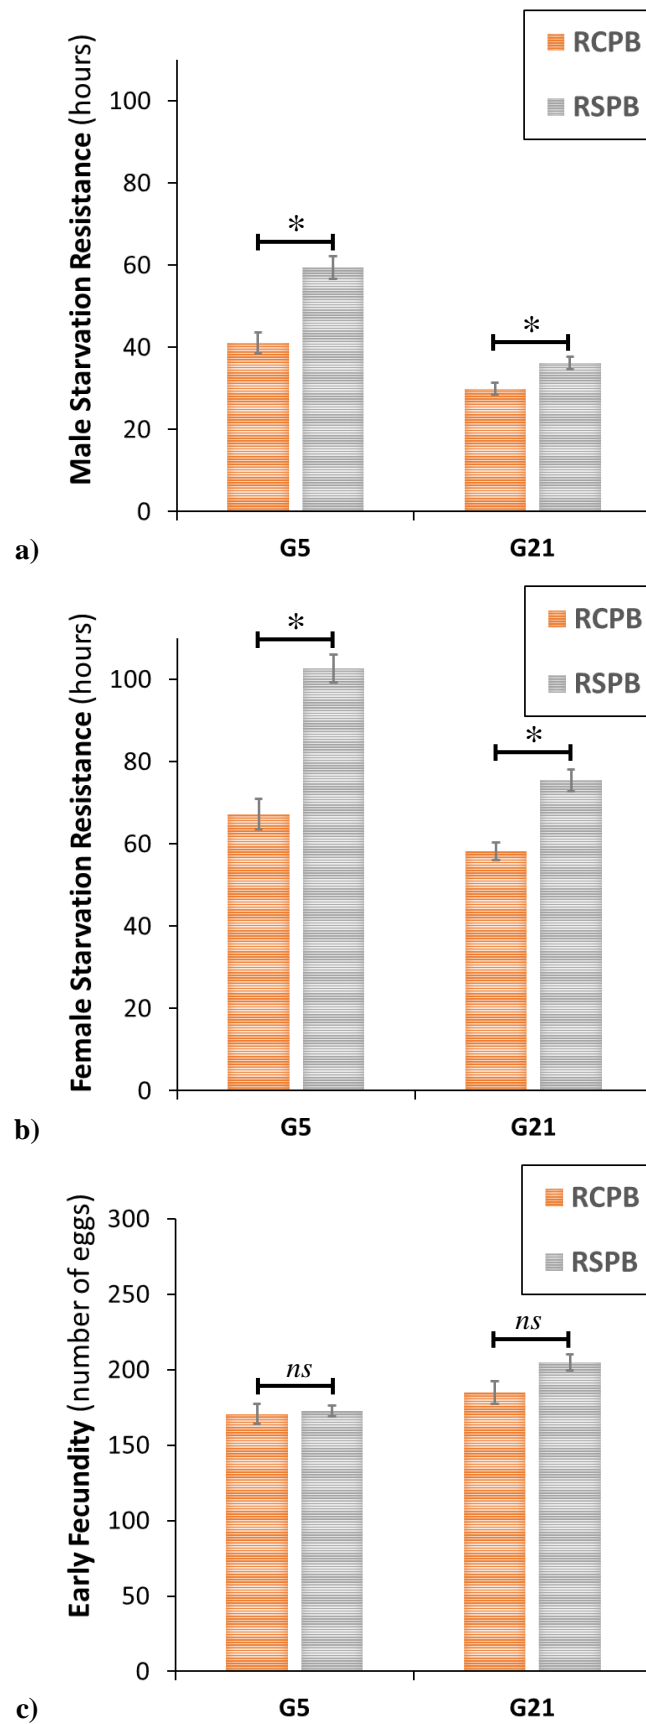 RCPB
RSPB
Male Starvation Resistance (hours)
100
80
60
40
20
0
*
*
G5
G21
a)
RCPB
RSPB
Female Starvation Resistance (hours)
100
80
60
40
20
0
*
*
G5
G21
b)
RCPB
RSPB
Early Fecundity (number of eggs)
300
250
200
150
100
50
0
ns
ns
G5
G21
c)